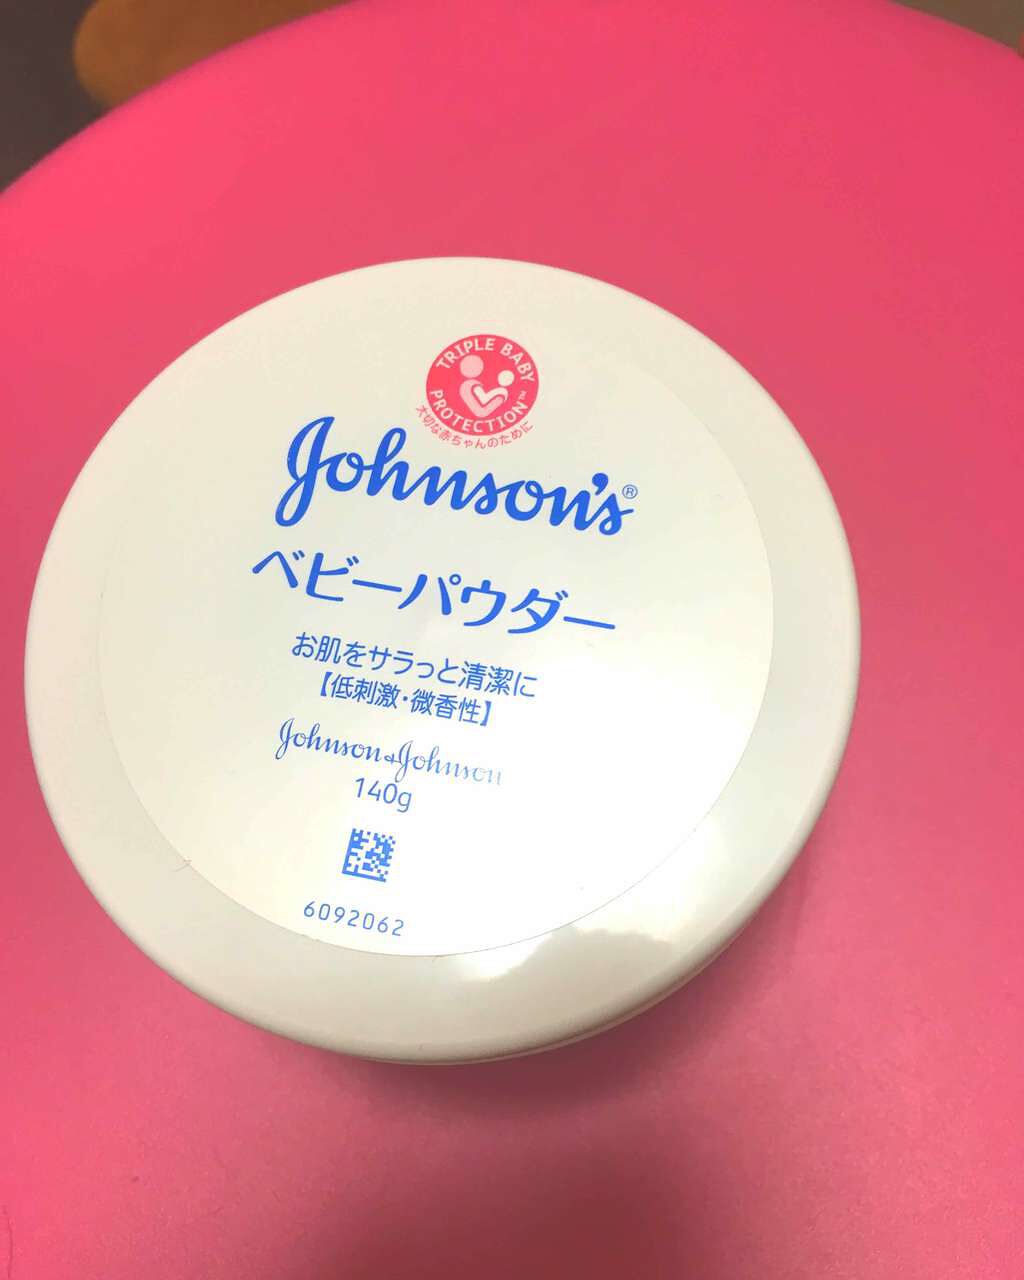 TRIPLE BABY
PROTECTION™
大切な赤ちゃんのために
Johnson's®
ベビーパウダー
お肌をサラっと清潔に
【低刺激・微香性】
Johnson & Johnson
140g
6092062